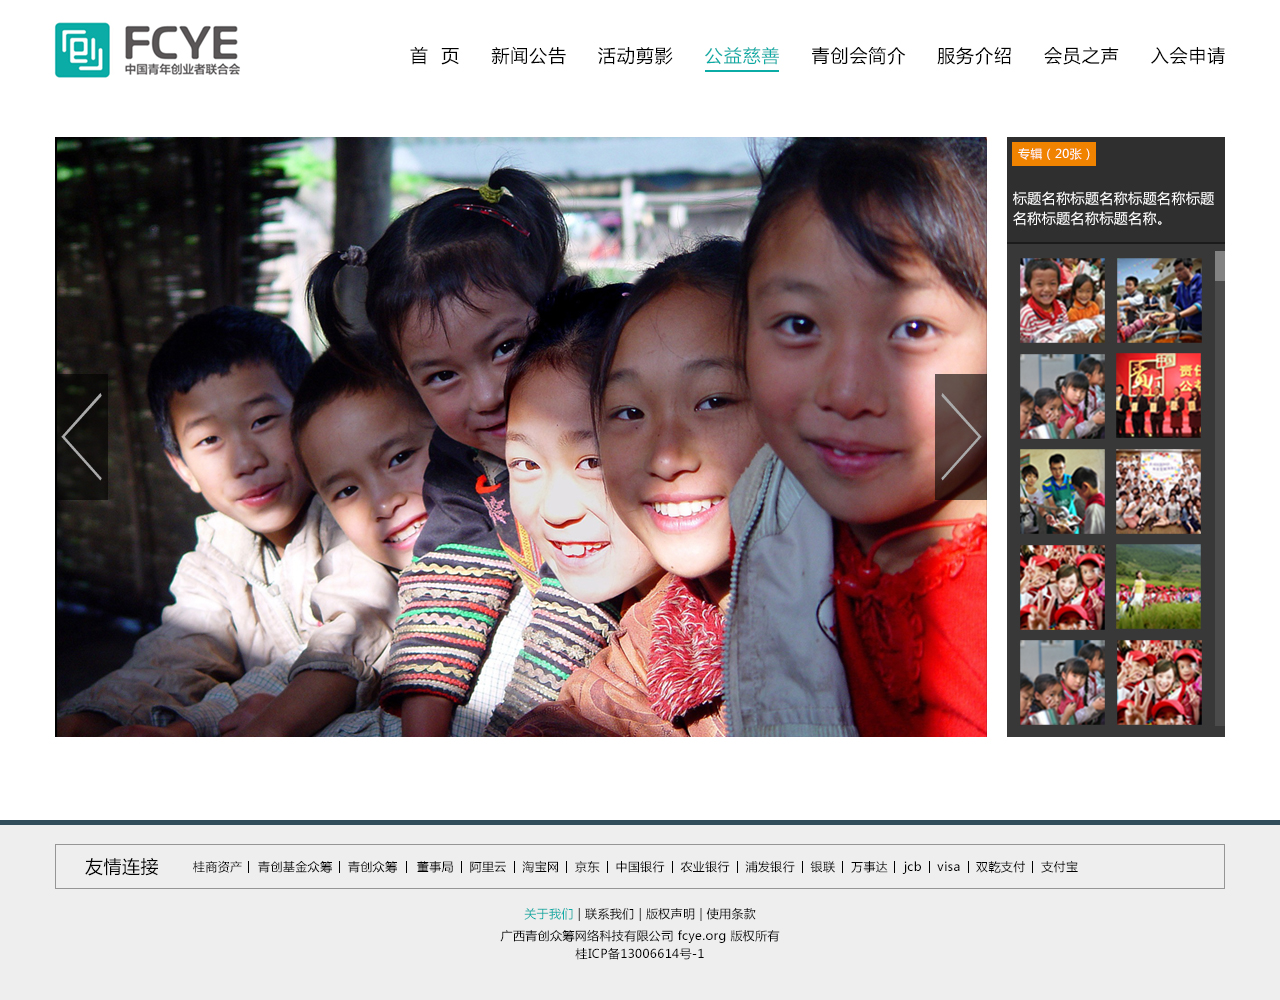 FCYE
中国青年创业者联合会
首 页 新闻公告 活动剪影 公益慈善 青创会简介 服务介绍 会员之声 入会申请
专辑（20张）
标题名称标题名称标题名称标题
名称标题名称标题名称。
友情连接 桂商资产 | 青创基金众筹 | 青创众筹 | 董事局 | 阿里云 | 淘宝网 | 京东 | 中国银行 | 农业银行 | 浦发银行 | 银联 | 万事达 | jcb | visa | 双乾支付 | 支付宝
关于我们 | 联系我们 | 版权声明 | 使用条款
广西青创众筹网络科技有限公司 fcye.org 版权所有
桂ICP备13006614号-1